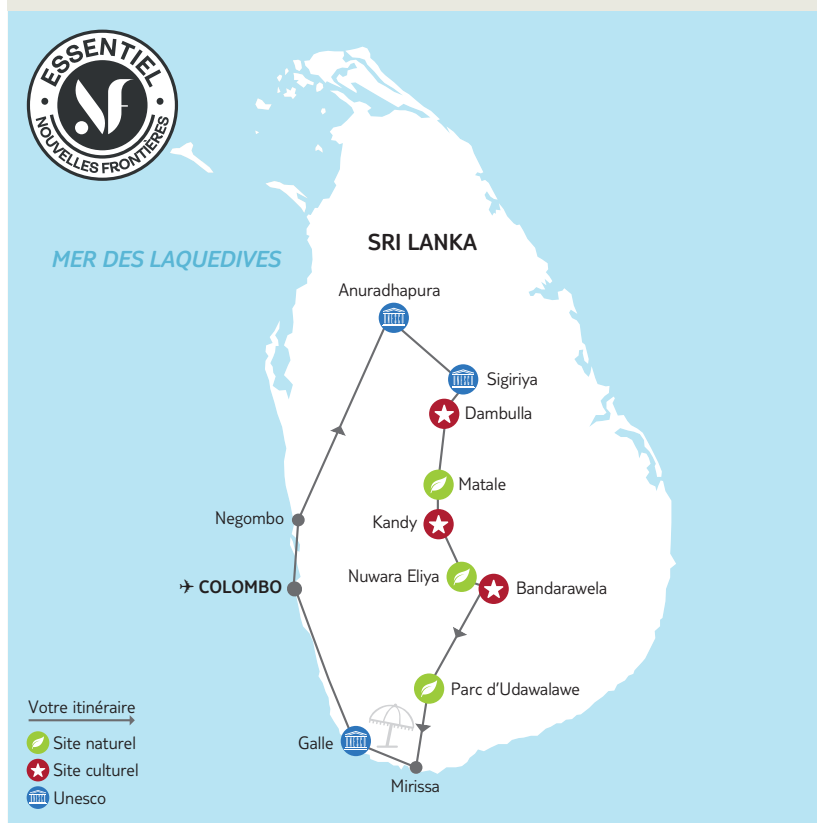 ESSENTIEL
NF
NOUVELLES FRONTIÈRES
MER DES LAQUEDIVES
SRI LANKA
Anuradhapura
Sigiriya
Dambulla
Matale
Kandy
Nuwara Eliya
Bandarawela
Negombo
COLOMBO
Parc d'Udawalawe
Galle
Mirissa
Votre itinéraire
Site naturel
Site culturel
Unesco